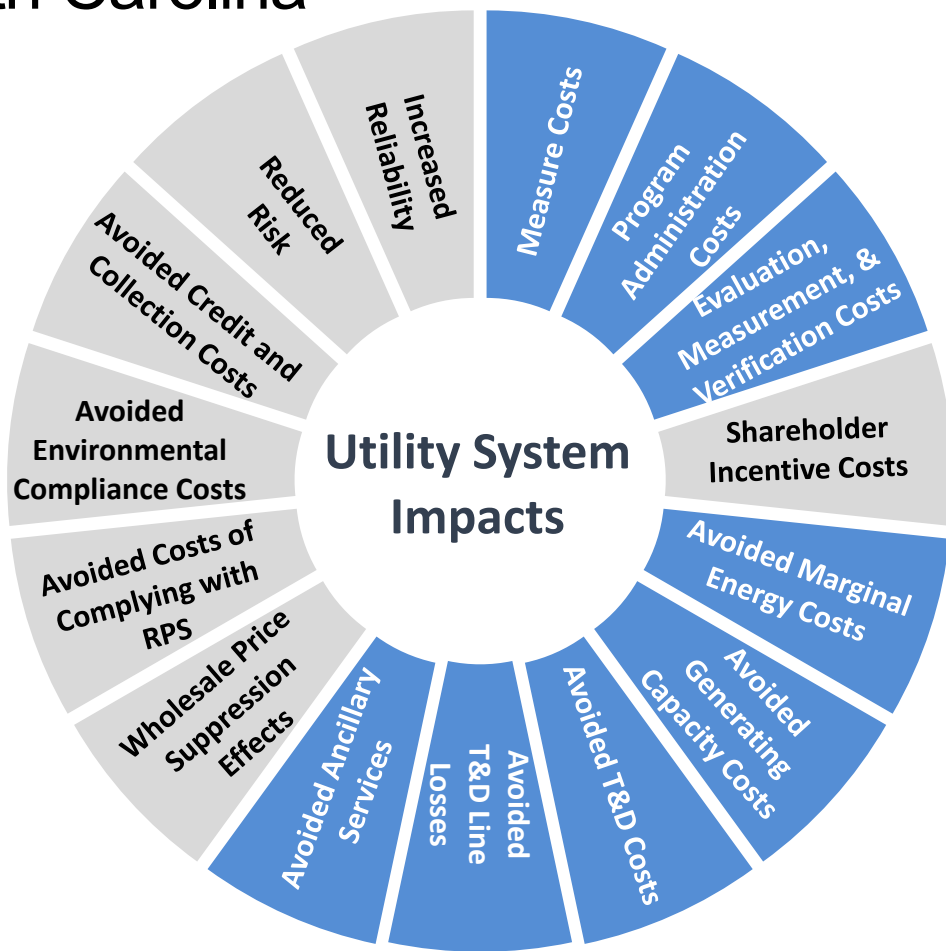 th Carolina
Measure Costs
Program
Administration
Costs
Evaluation,
Measurement, &
Verification Costs
Shareholder
Incentive Costs
Avoided Marginal
Energy Costs
Avoided
Generating
Capacity Costs
Avoided T&D Costs
Avoided
T&D Line
Losses
Avoided Ancillary
Services
Wholesale Price
Suppression
Effects
Avoided Costs of
Complying with
RPS
Avoided
Environmental
Compliance Costs
Avoided Credit and
Collection Costs
Reduced
Risk
Increased
Reliability
Utility System
Impacts